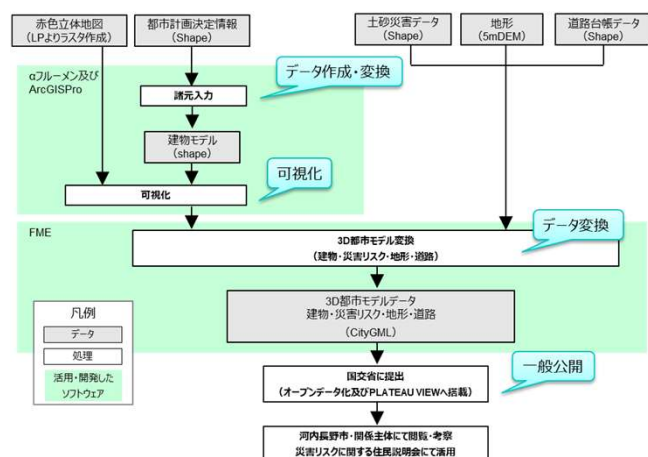 赤色立体地図
(LPよりラスタ作成)
都市計画決定情報
(Shape)
土砂災害データ
(Shape)
地形
(5mDEM)
道路台帳データ
(Shape)
αフルーメン及び
ArcGISPro
データ作成・変換
諸元入力
建物モデル
(shape)
可視化
可視化
FME
データ変換
3D都市モデル変換
(建物・災害リスク・地形・道路)
3D都市モデルデータ
建物・災害リスク・地形・道路
(CityGML)
凡例
データ
処理
活用・開発した
ソフトウェア
一般公開
国交省に提出
(オープンデータ化及びPLATEAU VIEWへ搭載)
河内長野市・関係主体にて閲覧・考察
災害リスクに関する住民説明会にて活用